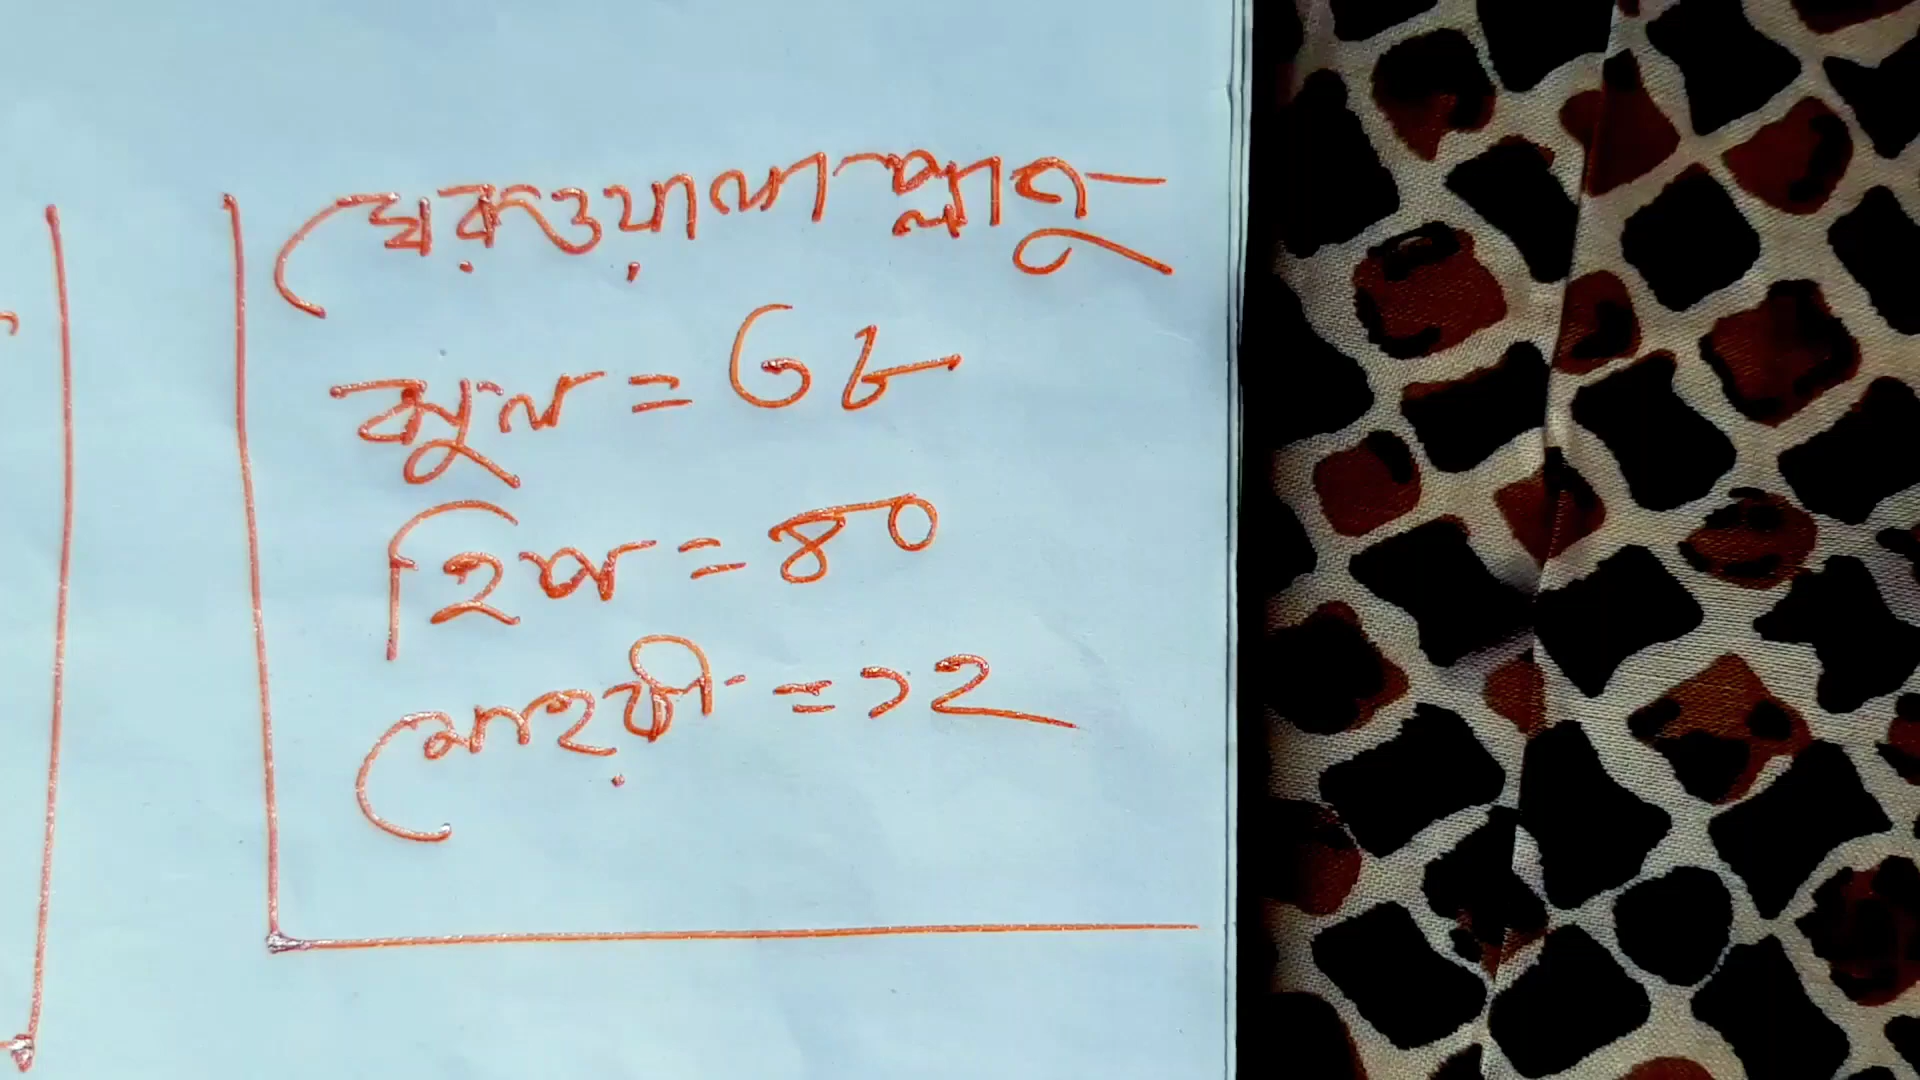 ঘেরওয়ালা প্লাজু
ঝুল = ৩৮
হিপ = ৪০
মোহরী = ১২